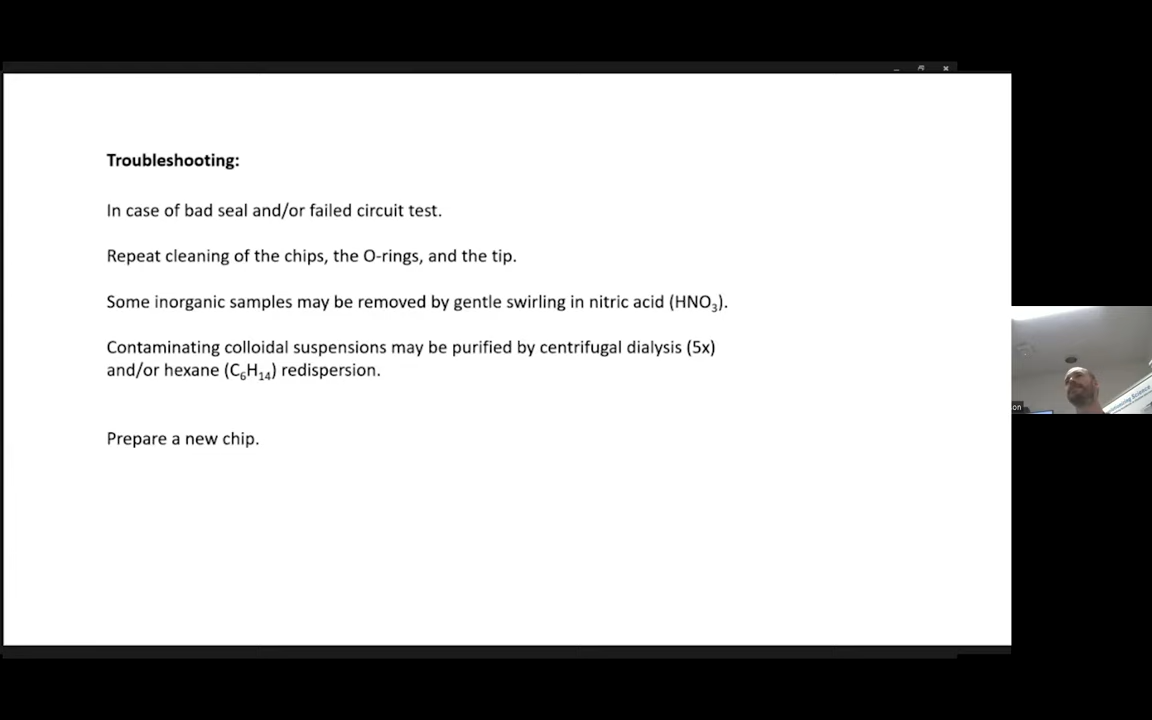 Troubleshooting:
In case of bad seal and/or failed circuit test.
Repeat cleaning of the chips, the O-rings, and the tip.
Some inorganic samples may be removed by gentle swirling in nitric acid (HNO₃).
Contaminating colloidal suspensions may be purified by centrifugal dialysis (5x)
and/or hexane (C₆H₁₄) redispersion.
Prepare a new chip.
on
Science